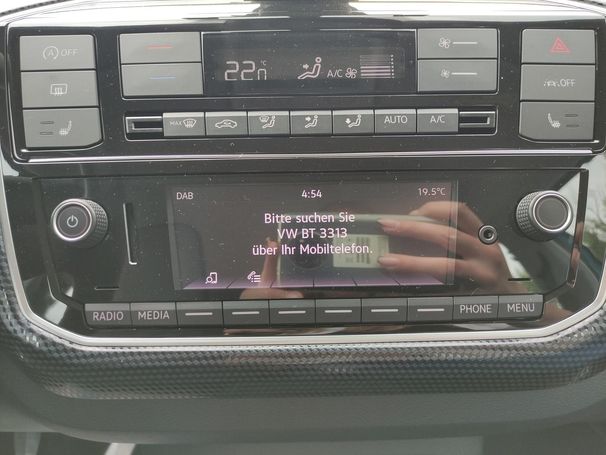 OFF
22.0
A/C
OFF
MAX
AUTO
A/C
DAB
4:54
19.5°C
Bitte suchen Sie
VW BT 3313
über Ihr Mobiltelefon.
RADIO
MEDIA
PHONE
MENU